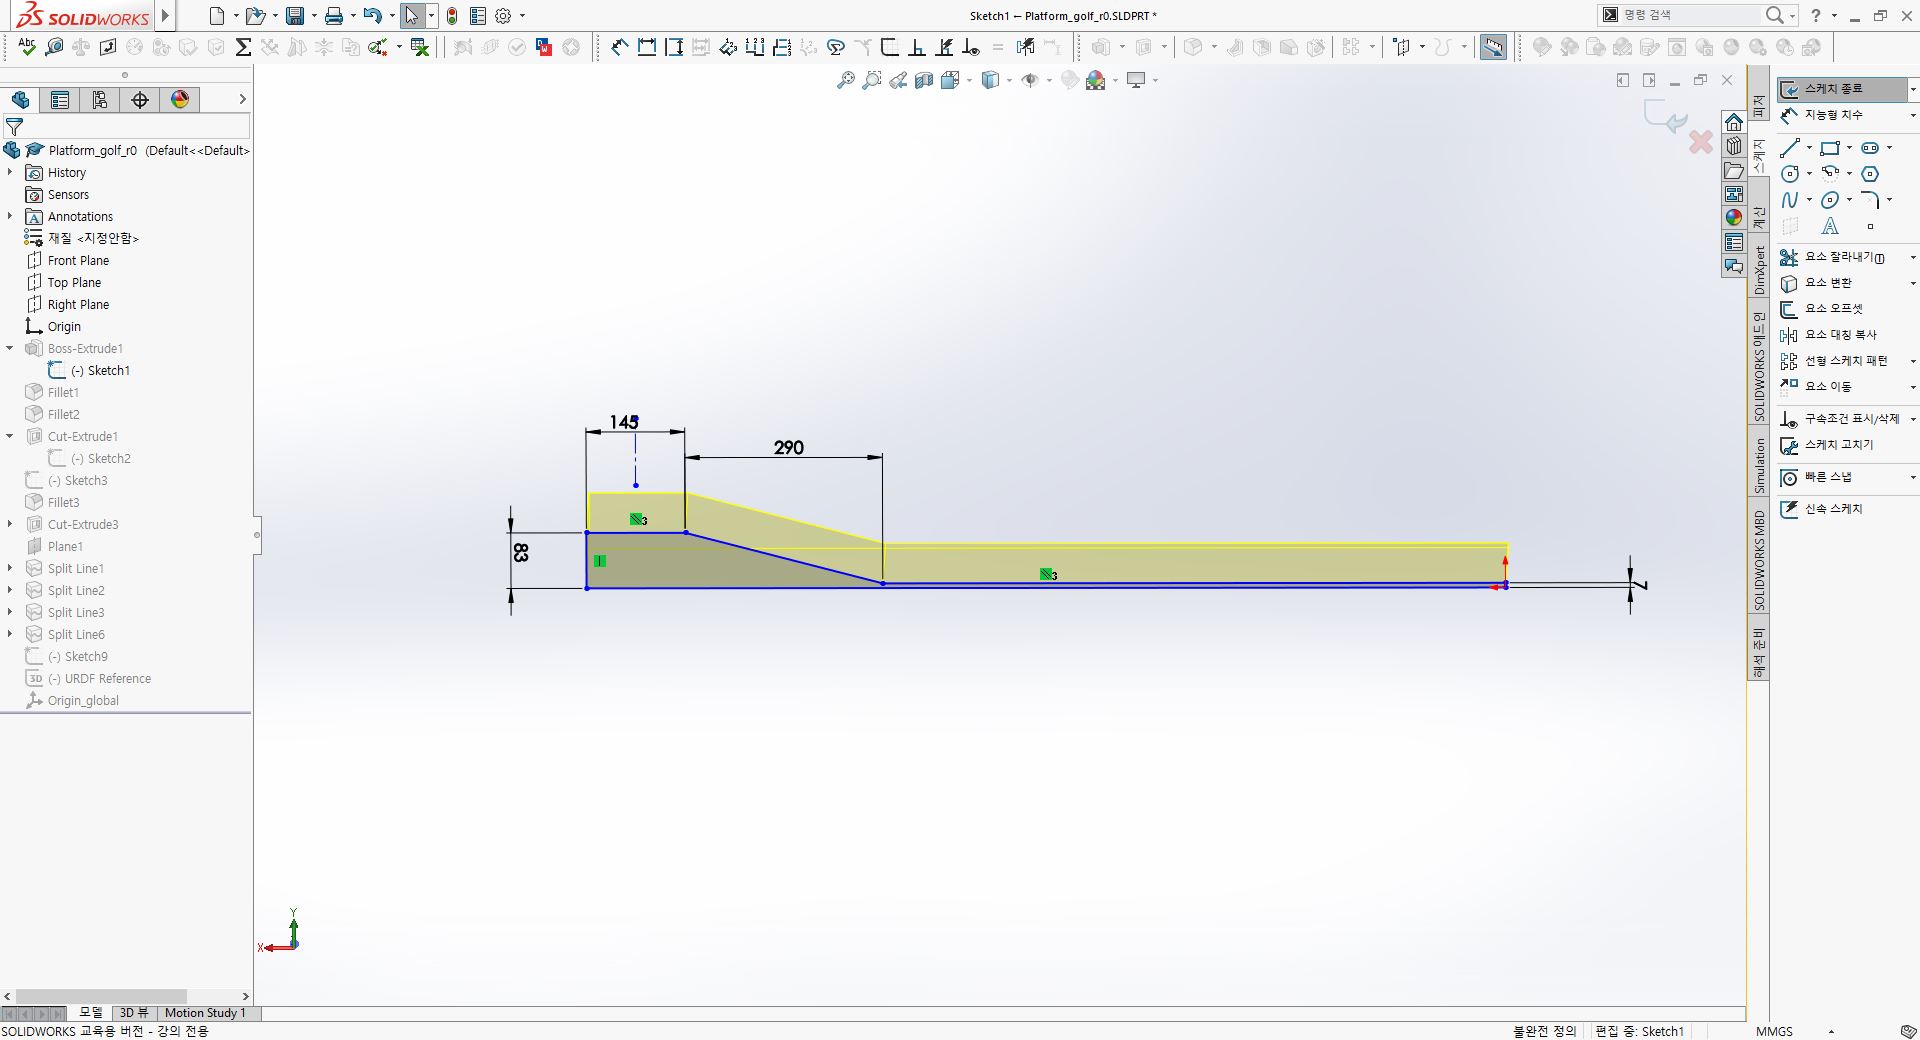 SOLIDWORKS
Sketch1 ← Platform_golf_r0.SLDPRT *
명령 검색
?
Abc
Platform_golf_r0 (Default<<Default>
History
Sensors
A Annotations
재질 <지정안함>
Front Plane
Top Plane
Right Plane
Origin
Boss-Extrude1
(-) Sketch1
Fillet1
Fillet2
Cut-Extrude1
(-) Sketch2
(-) Sketch3
Fillet3
Cut-Extrude3
Plane1
Split Line1
Split Line2
Split Line3
Split Line6
(-) Sketch9
3D (-) URDF Reference
Origin_global
145
290
83
3
3
7
Y
X
피처
스케치
계산
DimXpert
SOLIDWORKS 애드인
Simulation
SOLIDWORKS MBD
해석 준비
스케치 종료
지능형 치수
A
요소 잘라내기(T)
요소 변환
요소 오프셋
요소 대칭 복사
선형 스케치 패턴
요소 이동
구속조건 표시/삭제
스케치 고치기
빠른 스냅
신속 스케치
모델 3D 뷰 Motion Study 1
SOLIDWORKS 교육용 버전 - 강의 전용
불완전 정의 편집 중: Sketch1 MMGS